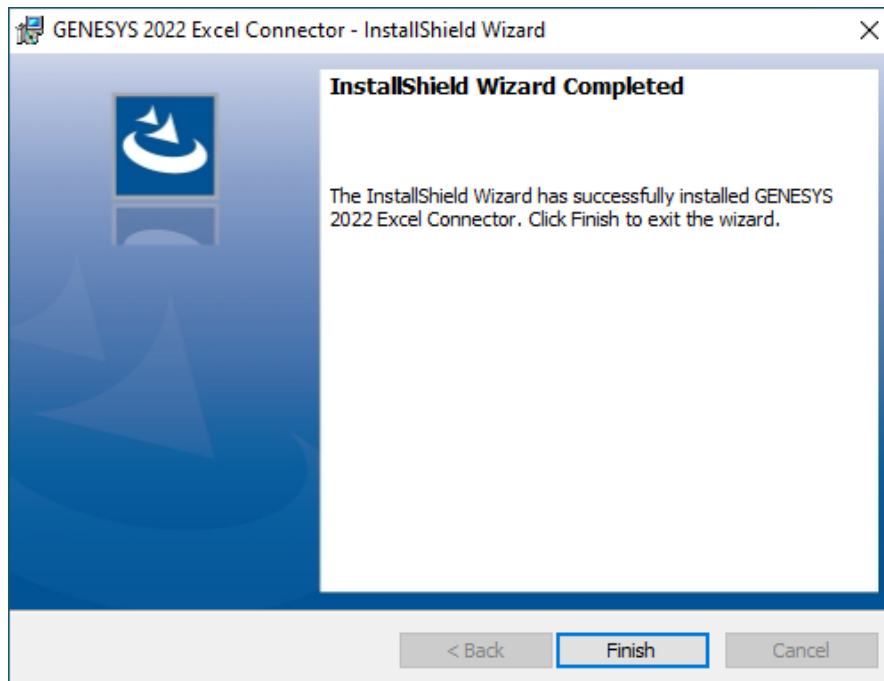 GENESYS 2022 Excel Connector - InstallShield Wizard
InstallShield Wizard Completed
The InstallShield Wizard has successfully installed GENESYS
2022 Excel Connector. Click Finish to exit the wizard.
< Back
Finish
Cancel